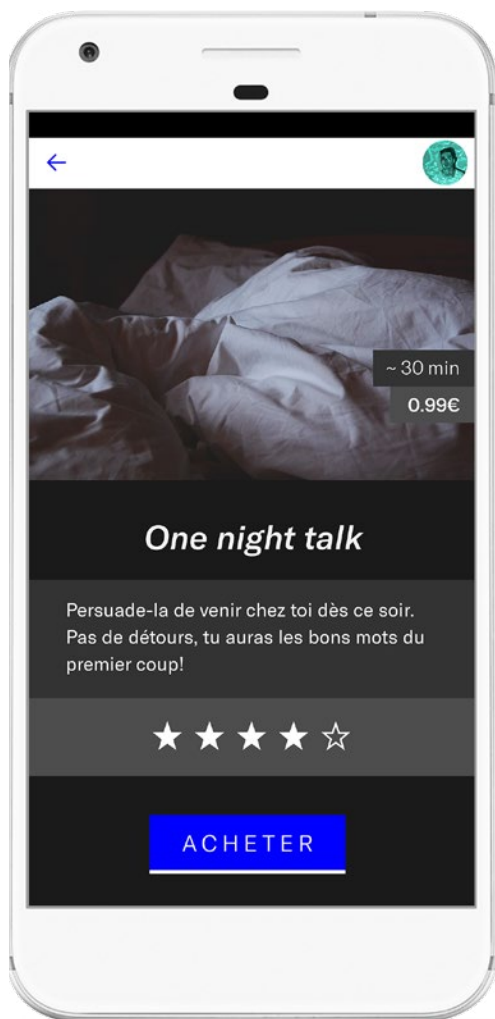 ~ 30 min
0.99€
One night talk
Persuade-la de venir chez toi dès ce soir.
Pas de détours, tu auras les bons mots du
premier coup!
ACHETER